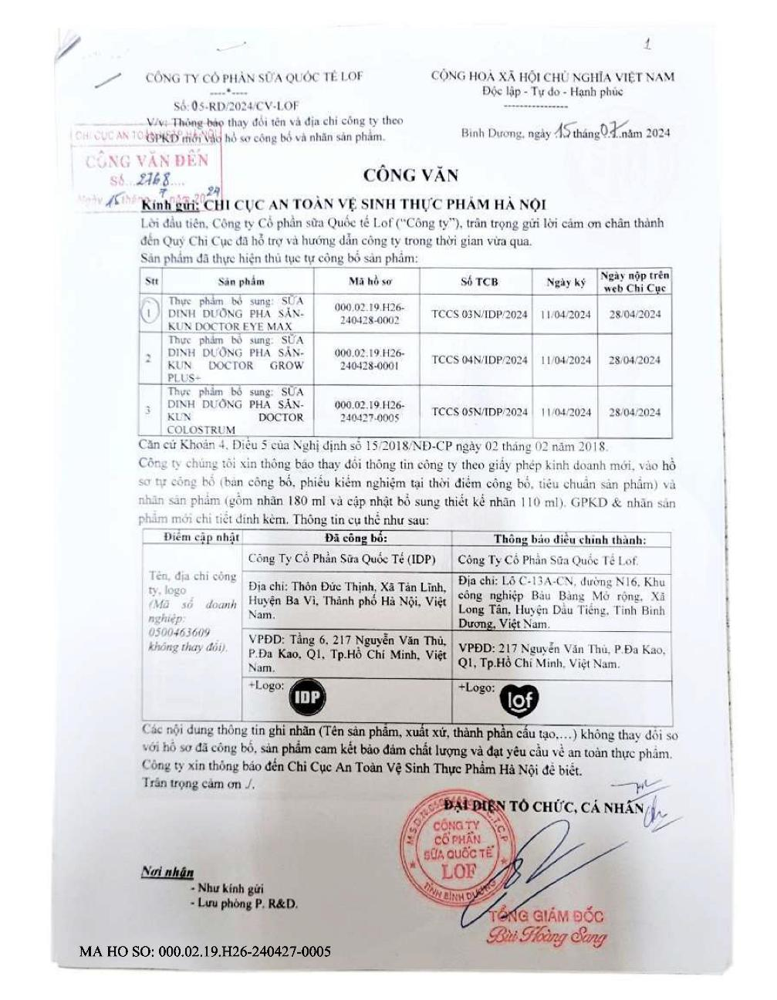 1
CÔNG TY CỔ PHẦN SỮA QUỐC TẾ LOF
----*----
Số: 05-RD/2024/CV-LOF
V/v: Thông báo thay đổi tên và địa chỉ công ty theo
GPKD mới vào hồ sơ công bố và nhãn sản phẩm.
CỘNG HOÀ XÃ HỘI CHỦ NGHĨA VIỆT NAM
Độc lập - Tự do - Hạnh phúc
---------------
Bình Dương, ngày 15 tháng 07 năm 2024
CHI CỤC AN TOÀN HÀ NỘI
CÔNG VĂN ĐẾN
Số 2768
Ngày 15 tháng 7 năm 2024
CÔNG VĂN
Kính gửi: CHI CỤC AN TOÀN VỆ SINH THỰC PHẨM HÀ NỘI
Lời đầu tiên, Công ty Cổ phần sữa Quốc tế Lof (“Công ty”), trân trọng gửi lời cảm ơn chân thành
đến Quý Chi Cục đã hỗ trợ và hướng dẫn công ty trong thời gian vừa qua.
Sản phẩm đã thực hiện thủ tục tự công bố sản phẩm:
Stt Sản phẩm Mã hồ sơ Số TCB Ngày ký Ngày nộp trên
web Chi Cục
1 Thực phẩm bổ sung: SỮA
DINH DƯỠNG PHA SẴN-
KUN DOCTOR EYE MAX
000.02.19.H26-
240428-0002
TCCS 03N/IDP/2024 11/04/2024 28/04/2024
2 Thực phẩm bổ sung: SỮA
DINH DƯỠNG PHA SẴN-
KUN DOCTOR GROW
PLUS+
000.02.19.H26-
240428-0001
TCCS 04N/IDP/2024 11/04/2024 28/04/2024
3 Thực phẩm bổ sung: SỮA
DINH DƯỠNG PHA SẴN-
KUN DOCTOR
COLOSTRUM
000.02.19.H26-
240427-0005
TCCS 05N/IDP/2024 11/04/2024 28/04/2024
Căn cứ Khoản 4, Điều 5 của Nghị định số 15/2018/NĐ-CP ngày 02 tháng 02 năm 2018.
Công ty chúng tôi xin thông báo thay đổi thông tin công ty theo giấy phép kinh doanh mới, vào hồ
sơ tự công bố (bản công bố, phiếu kiểm nghiệm tại thời điểm công bố, tiêu chuẩn sản phẩm) và
nhãn sản phẩm (gồm nhãn 180 ml và cập nhật bổ sung thiết kế nhãn 110 ml). GPKD & nhãn sản
phẩm mới chi tiết đính kèm. Thông tin cụ thể như sau:
Điểm cập nhật Đã công bố: Thông báo điều chỉnh thành:
Tên, địa chỉ công
ty, logo
(Mã số doanh
nghiệp:
0500463609
không thay đổi).
Công Ty Cổ Phần Sữa Quốc Tế (IDP)
Công Ty Cổ Phần Sữa Quốc Tế Lof.
Địa chỉ: Thôn Đức Thịnh, Xã Tản Lĩnh,
Huyện Ba Vì, Thành phố Hà Nội, Việt
Nam.
Địa chỉ: Lô C-13A-CN, đường N16, Khu
công nghiệp Bàu Bàng Mở rộng, Xã
Long Tân, Huyện Dầu Tiếng, Tỉnh Bình
Dương, Việt Nam.
VPĐD: Tầng 6, 217 Nguyễn Văn Thủ,
P.Đa Kao, Q1, Tp.Hồ Chí Minh, Việt
Nam.
VPĐD: 217 Nguyễn Văn Thủ, P.Đa Kao,
Q1, Tp.Hồ Chí Minh, Việt Nam.
+Logo: IDP
+Logo: lof
Các nội dung thông tin ghi nhãn (Tên sản phẩm, xuất xứ, thành phần cấu tạo,...) không thay đổi so
với hồ sơ đã công bố, sản phẩm cam kết bảo đảm chất lượng và đạt yêu cầu về an toàn thực phẩm.
Công ty xin thông báo đến Chi Cục An Toàn Vệ Sinh Thực Phẩm Hà Nội để biết.
Trân trọng cảm ơn ./.
ĐẠI DIỆN TỔ CHỨC, CÁ NHÂN
CÔNG TY
CỔ PHẦN
SỮA QUỐC TẾ
LOF
TỈNH BÌNH DƯƠNG
TỔNG GIÁM ĐỐC
Bùi Hoàng Sang
Nơi nhận
- Như kính gửi
- Lưu phòng P. R&D.
MA HO SO: 000.02.19.H26-240427-0005